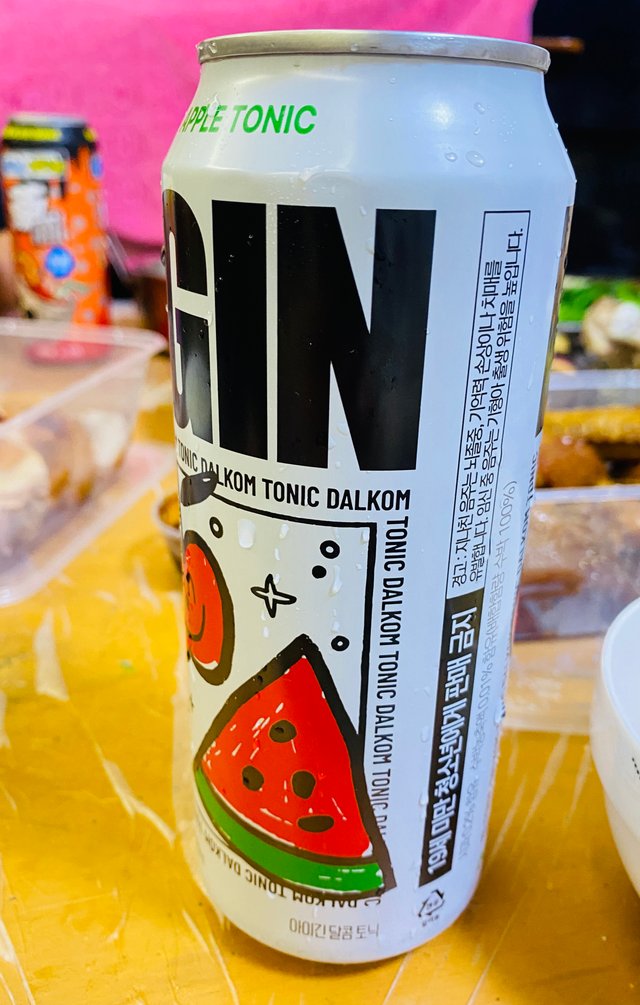 APPLE TONIC
GIN
TONIC DALKOM TONIC DALKOM
TONIC DALKOM TONIC DALKOM TONIC
DALKOM TONIC DALKOM
달콤 토닉
경고 : 지나친 음주는 뇌졸중, 기억력 손상이나 치매를
유발합니다. 임신 중 음주는 기형아 출생 위험을 높입니다.
19세 미만 청소년에게 판매 금지
수박 100%)